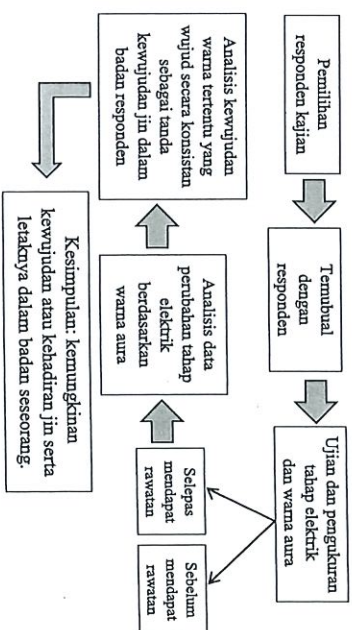 Pemilihan
responden kajian
Temubual
dengan
responden
Ujian dan pengukuran
tahap elektrik
dan warna aura
Selepas
mendapat
rawatan
Sebelum
mendapat
rawatan
Analisis data
perubahan tahap
elektrik
berdasarkan
warna aura
Analisis kewujudan
warna tertentu yang
wujud secara konsistan
sebagai tanda
kewujudan jin dalam
badan responden
Kesimpulan: kemungkinan
kewujudan atau kehadiran jin serta
letaknya dalam badan seseorang.